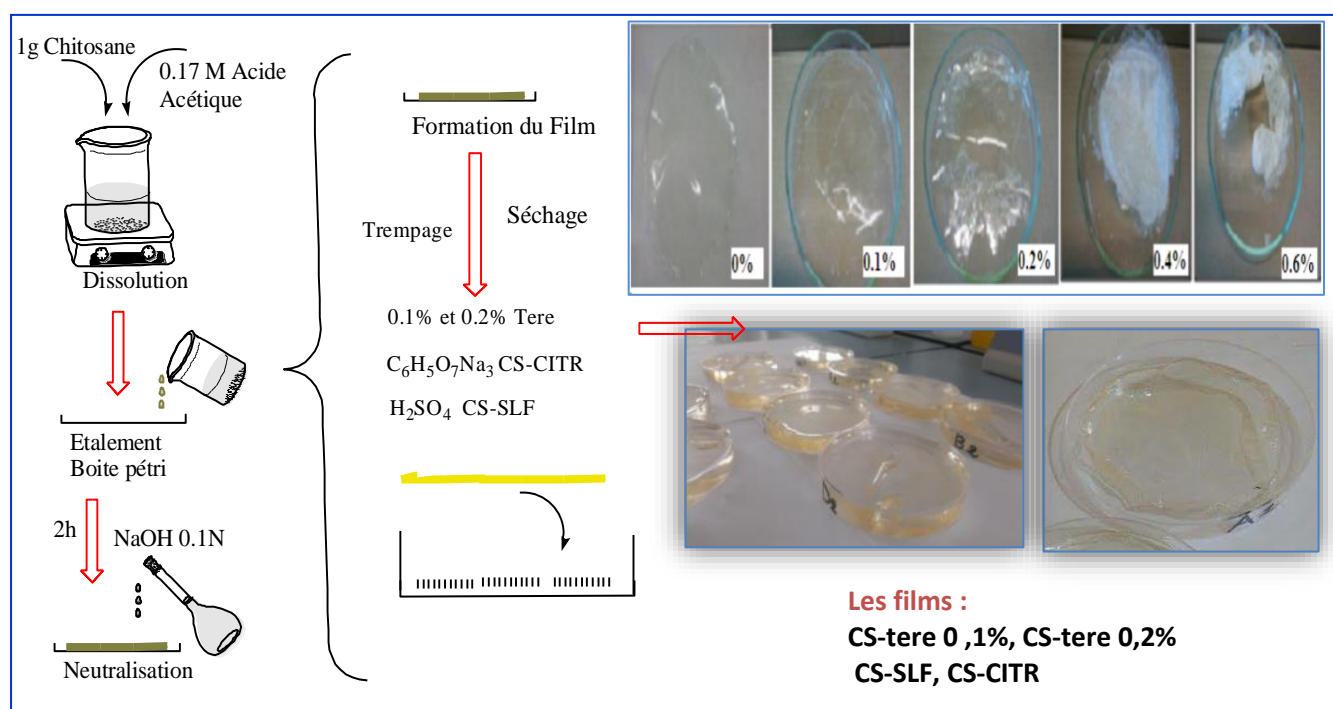 1g Chitosane
0.17 M Acide
Acétique
Dissolution
Etalement
Boite pétri
2h
NaOH 0.1N
Neutralisation
Formation du Film
Trempage
Séchage
0.1% et 0.2% Tere
C₆H₅O₇Na₃ CS-CITR
H₂SO₄ CS-SLF
0%
0.1%
0.2%
0.4%
0.6%
B2
Les films :
CS-tere 0 ,1%, CS-tere 0,2%
CS-SLF, CS-CITR